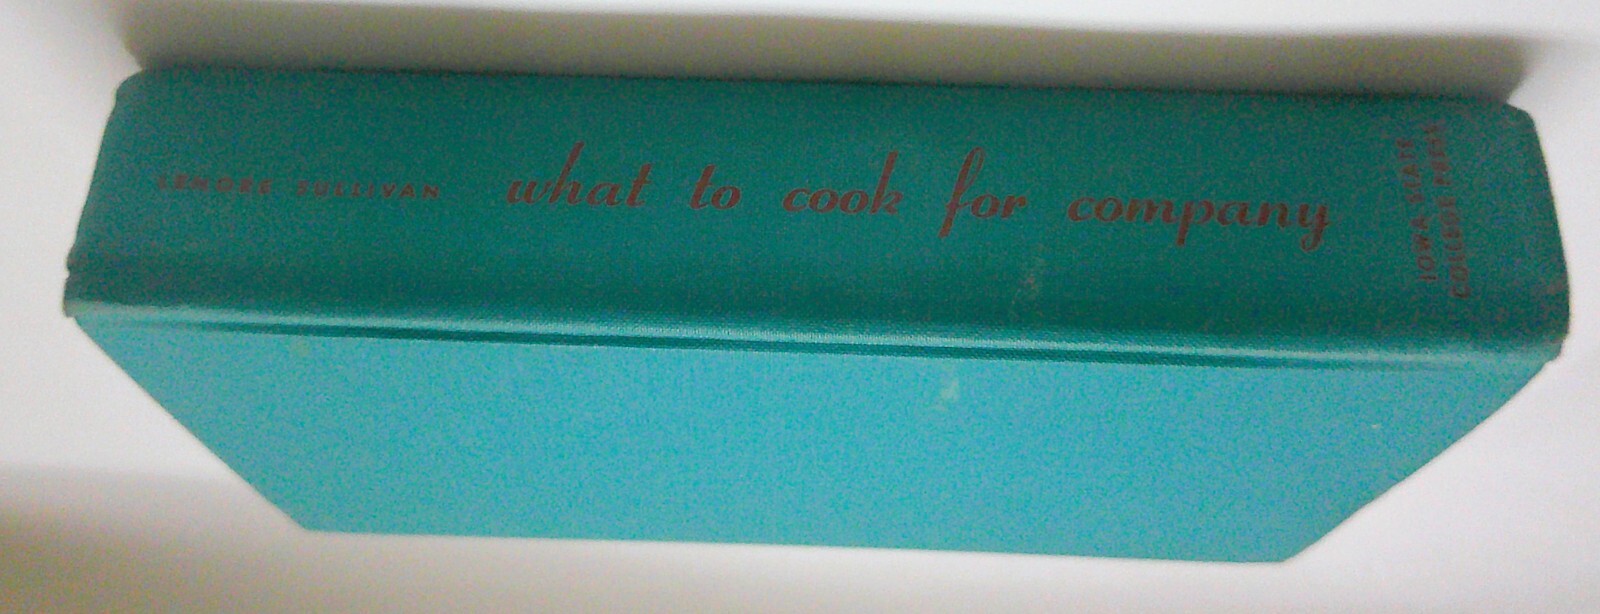 LENORE SULLIVAN
what to cook for company
IOWA STATE
COLLEGE PRESS